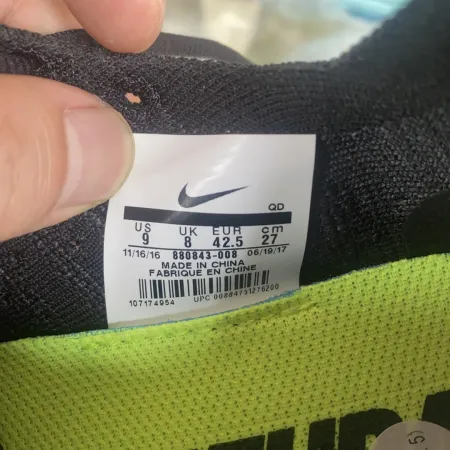 QD
US UK EUR cm
9 8 42.5 27
11/16/16 880843-008 06/19/17
MADE IN CHINA
FABRIQUE EN CHINE
107174954 UPC 00884751276200